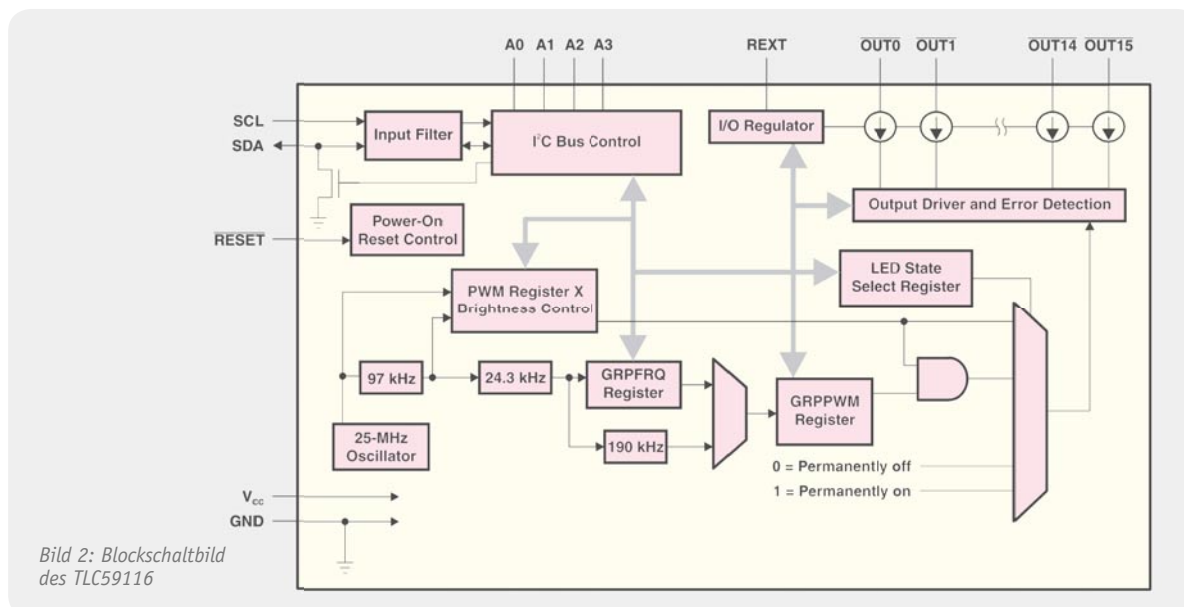 A0 A1 A2 A3 REXT OUT0 OUT1 OUT14 OUT15
SCL
SDA
Input Filter
I²C Bus Control
I/O Regulator
Power-On
Reset Control
RESET
Output Driver and Error Detection
PWM Register X
Brightness Control
LED State
Select Register
97 kHz
24.3 kHz
GRPFRQ
Register
GRPPWM
Register
25-MHz
Oscillator
190 kHz
0 = Permanently off
1 = Permanently on
Vcc
GND
Bild 2: Blockschaltbild
des TLC59116